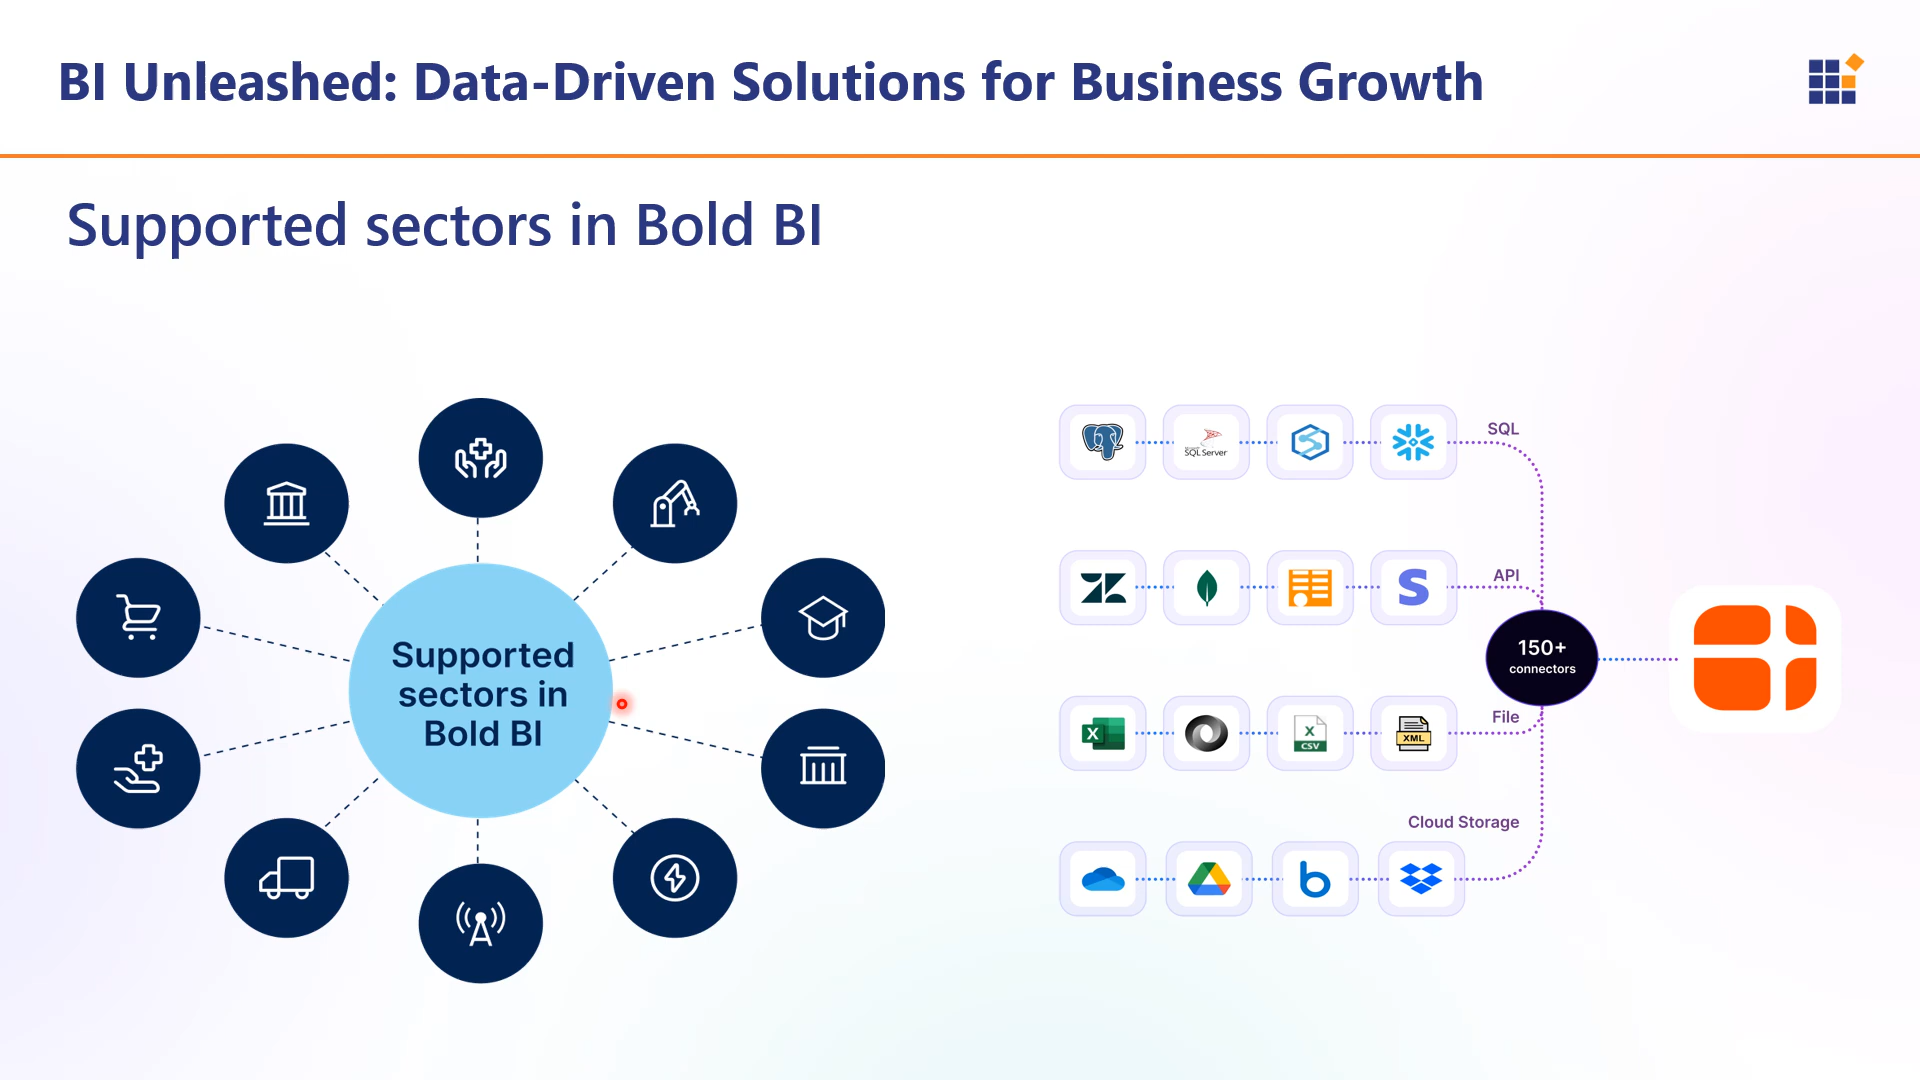 BI Unleashed: Data-Driven Solutions for Business Growth
Supported sectors in Bold BI
Supported
sectors in
Bold BI
SQL
SQL Server
API
150+
connectors
File
X
X
CSV
XML
Cloud Storage